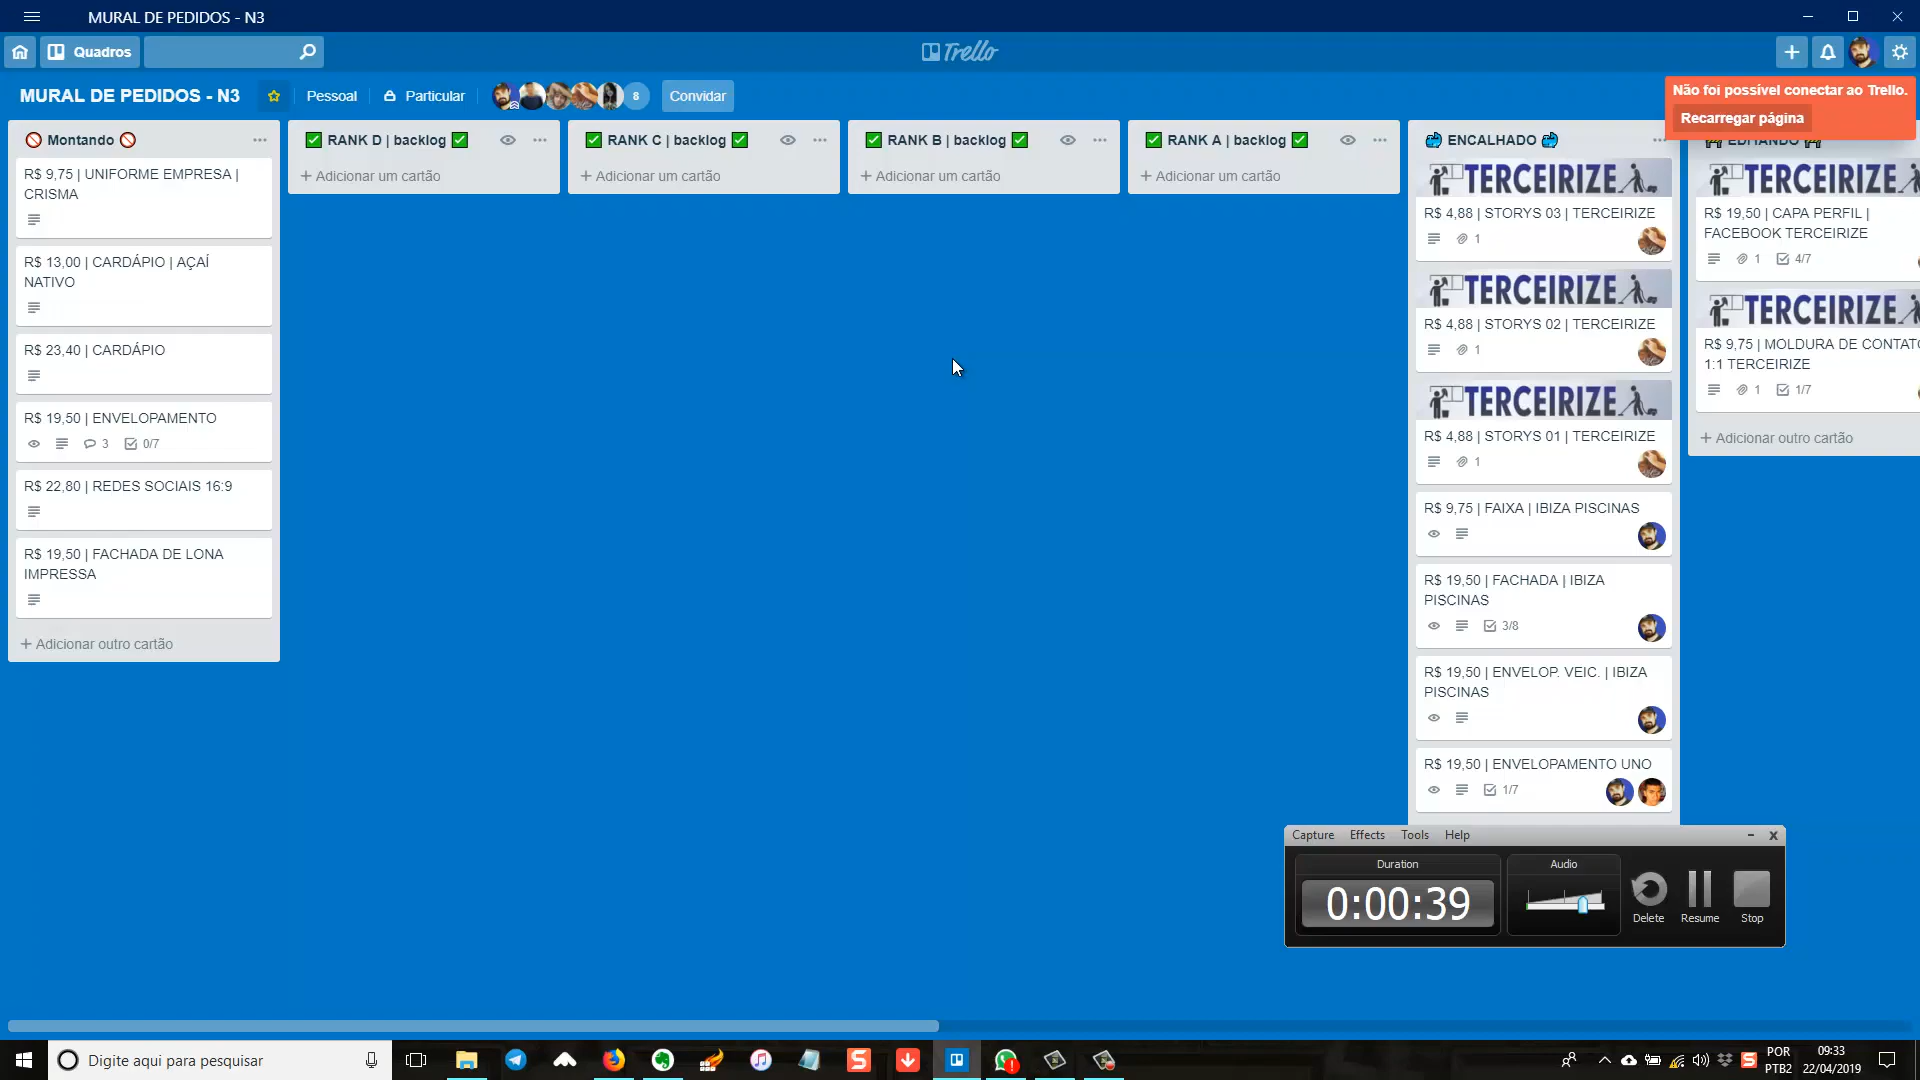 MURAL DE PEDIDOS - N3
Quadros
Trello
MURAL DE PEDIDOS - N3
Pessoal
Particular
8
Convidar
Não foi possível conectar ao Trello.
Recarregar página
Montando
R$ 9,75 | UNIFORME EMPRESA |
CRISMA
R$ 13,00 | CARDÁPIO | AÇAÍ
NATIVO
R$ 23,40 | CARDÁPIO
R$ 19,50 | ENVELOPAMENTO
3
0/7
R$ 22,80 | REDES SOCIAIS 16:9
R$ 19,50 | FACHADA DE LONA
IMPRESSA
+ Adicionar outro cartão
RANK D | backlog
+ Adicionar um cartão
RANK C | backlog
+ Adicionar um cartão
RANK B | backlog
+ Adicionar um cartão
RANK A | backlog
+ Adicionar um cartão
ENCALHADO
TERCEIRIZE
R$ 4,88 | STORYS 03 | TERCEIRIZE
1
TERCEIRIZE
R$ 4,88 | STORYS 02 | TERCEIRIZE
1
TERCEIRIZE
R$ 4,88 | STORYS 01 | TERCEIRIZE
1
R$ 9,75 | FAIXA | IBIZA PISCINAS
R$ 19,50 | FACHADA | IBIZA
PISCINAS
3/8
R$ 19,50 | ENVELOP. VEIC. | IBIZA
PISCINAS
R$ 19,50 | ENVELOPAMENTO UNO
1/7
EDITANDO
TERCEIRIZE
R$ 19,50 | CAPA PERFIL |
FACEBOOK TERCEIRIZE
1
4/7
TERCEIRIZE
R$ 9,75 | MOLDURA DE CONTATO
1:1 TERCEIRIZE
1
1/7
+ Adicionar outro cartão
Capture Effects Tools Help
Duration
0:00:39
Audio
Delete
Resume
Stop
Digite aqui para pesquisar
POR
PTB2
09:33
22/04/2019